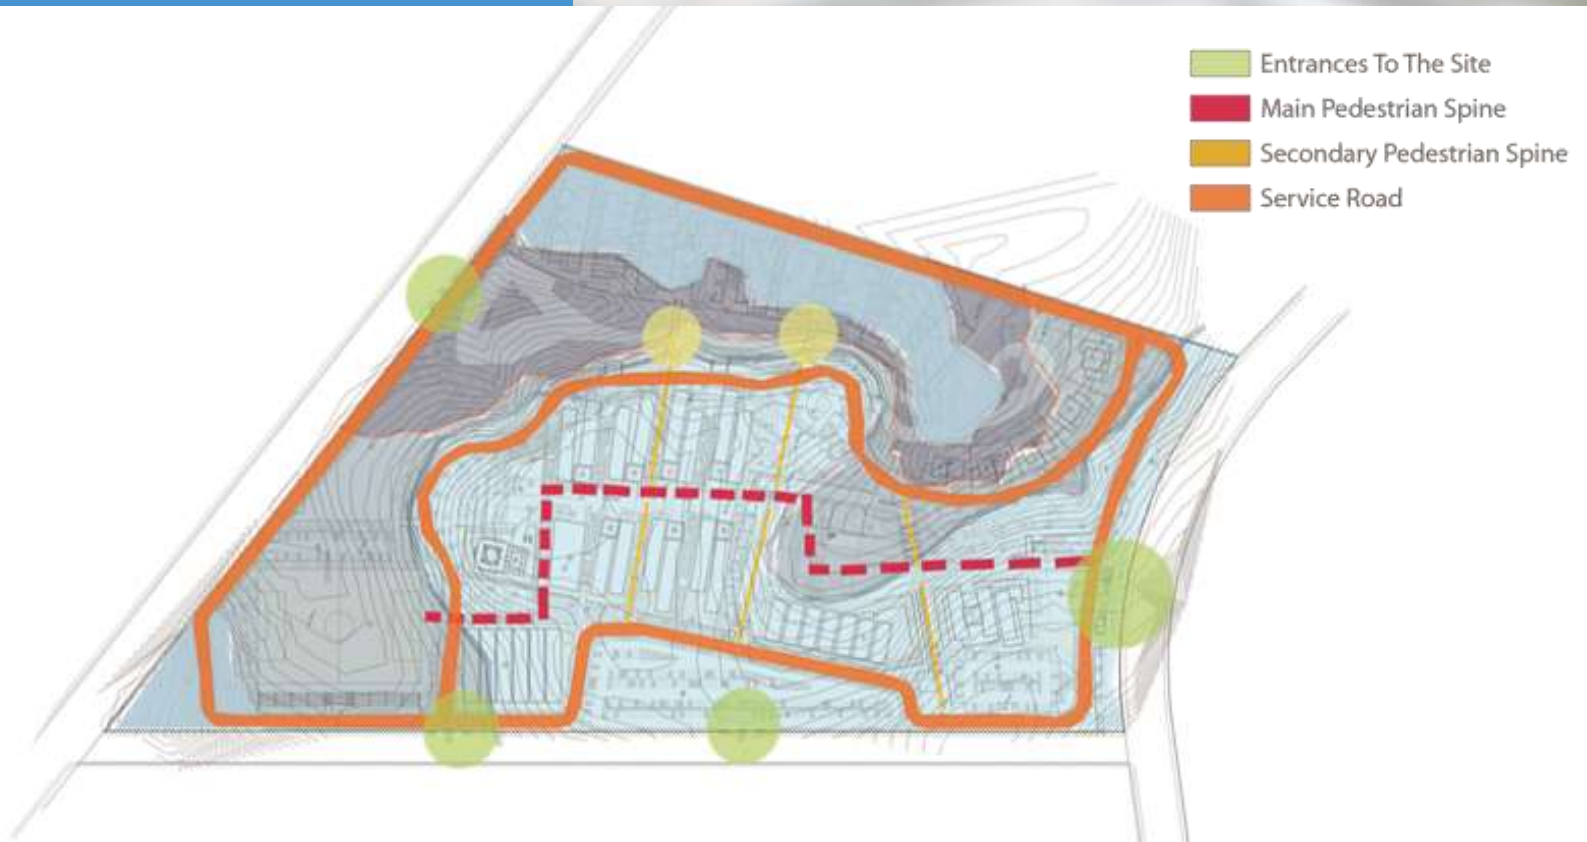 Entrances To The Site
Main Pedestrian Spine
Secondary Pedestrian Spine
Service Road